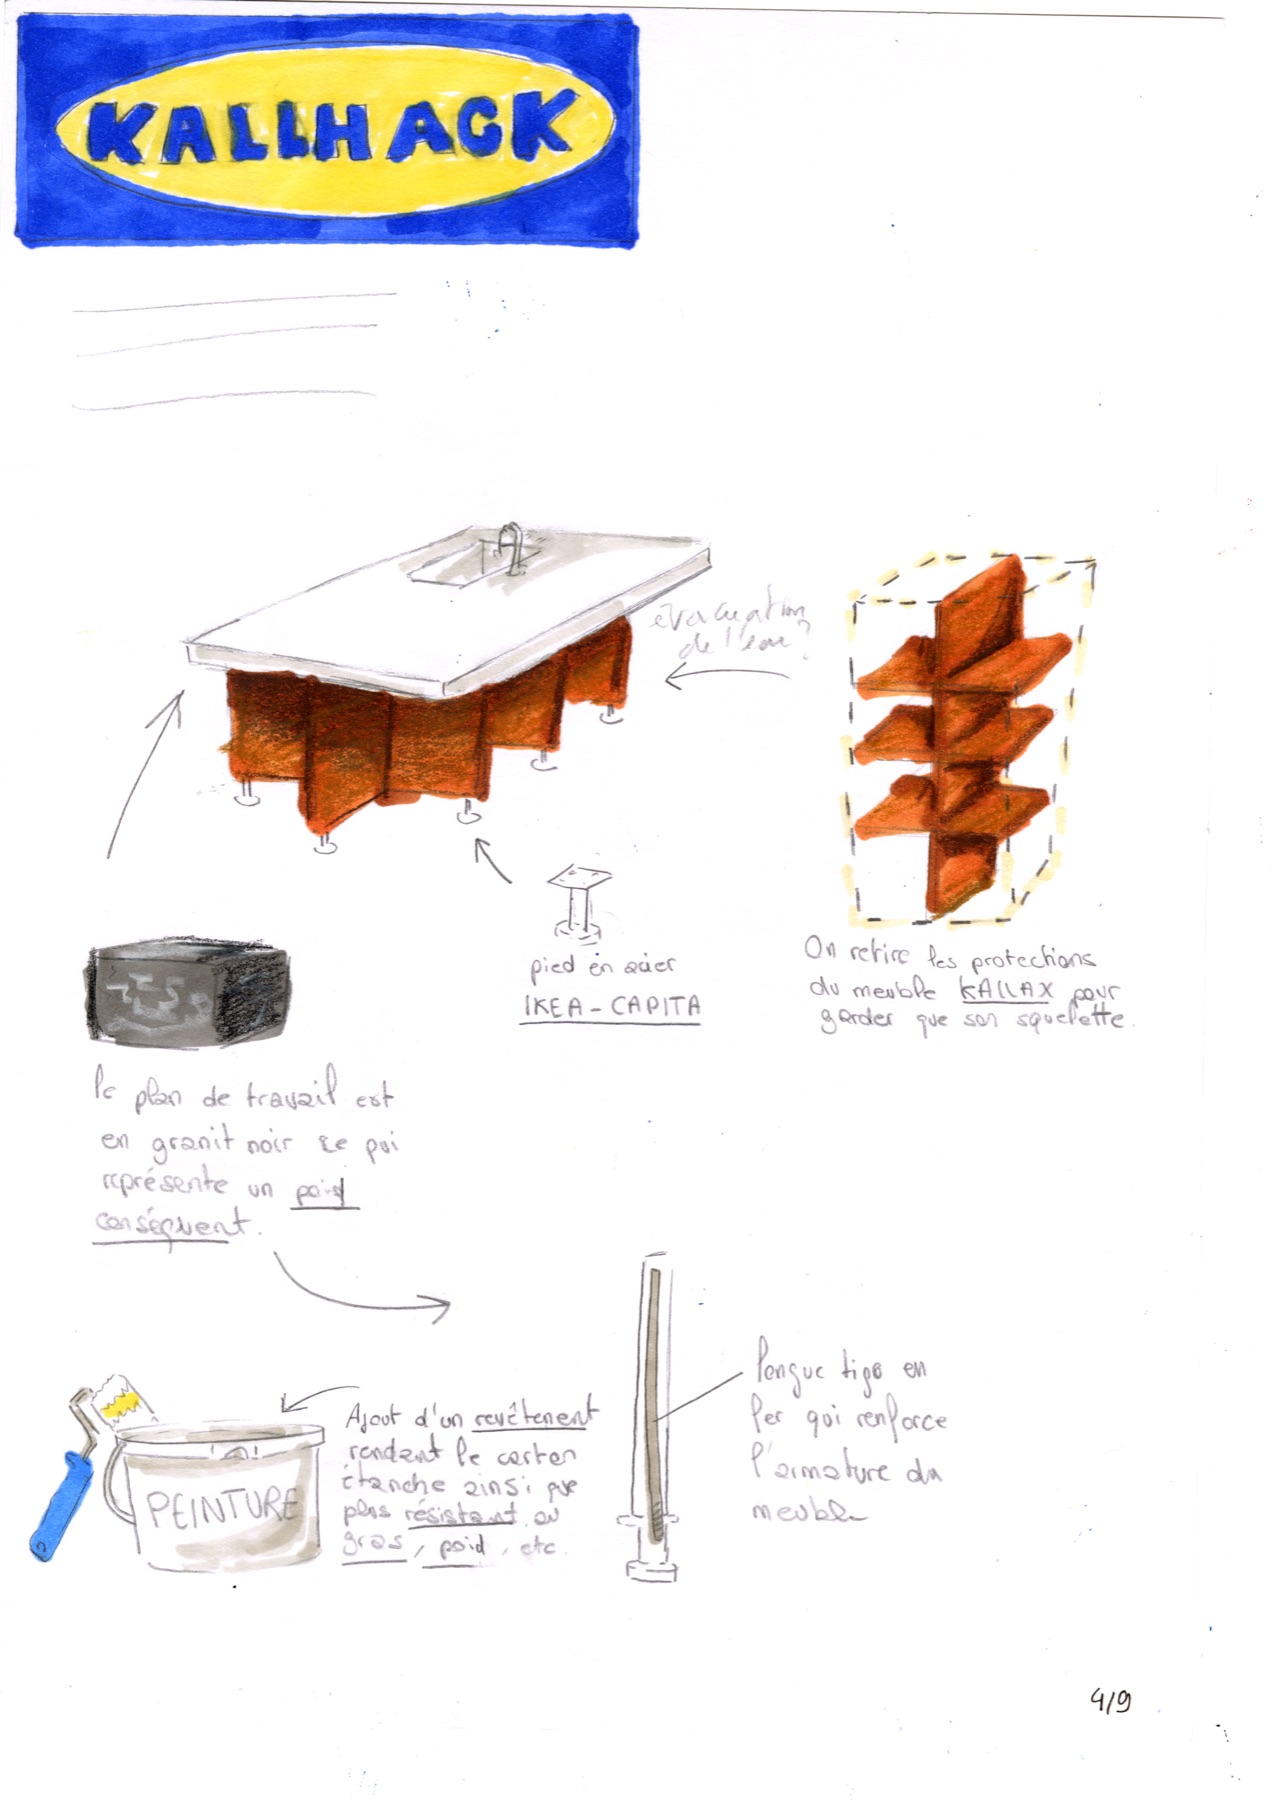 KALLHACK
évacuation
de l'eau?
pied en acier
IKEA - CAPITA
On retire les protections
du meuble KALLAX pour
garder que son squelette.
le plan de travail est
en granit noir ce qui
représente un poid
conséquent.
PEINTURE
Ajout d'un revêtement
rendant le carton
étanche ainsi que
plus résistant au
gras, poid, etc.
longue tige en
fer qui renforce
l'armature du
meuble
4/9